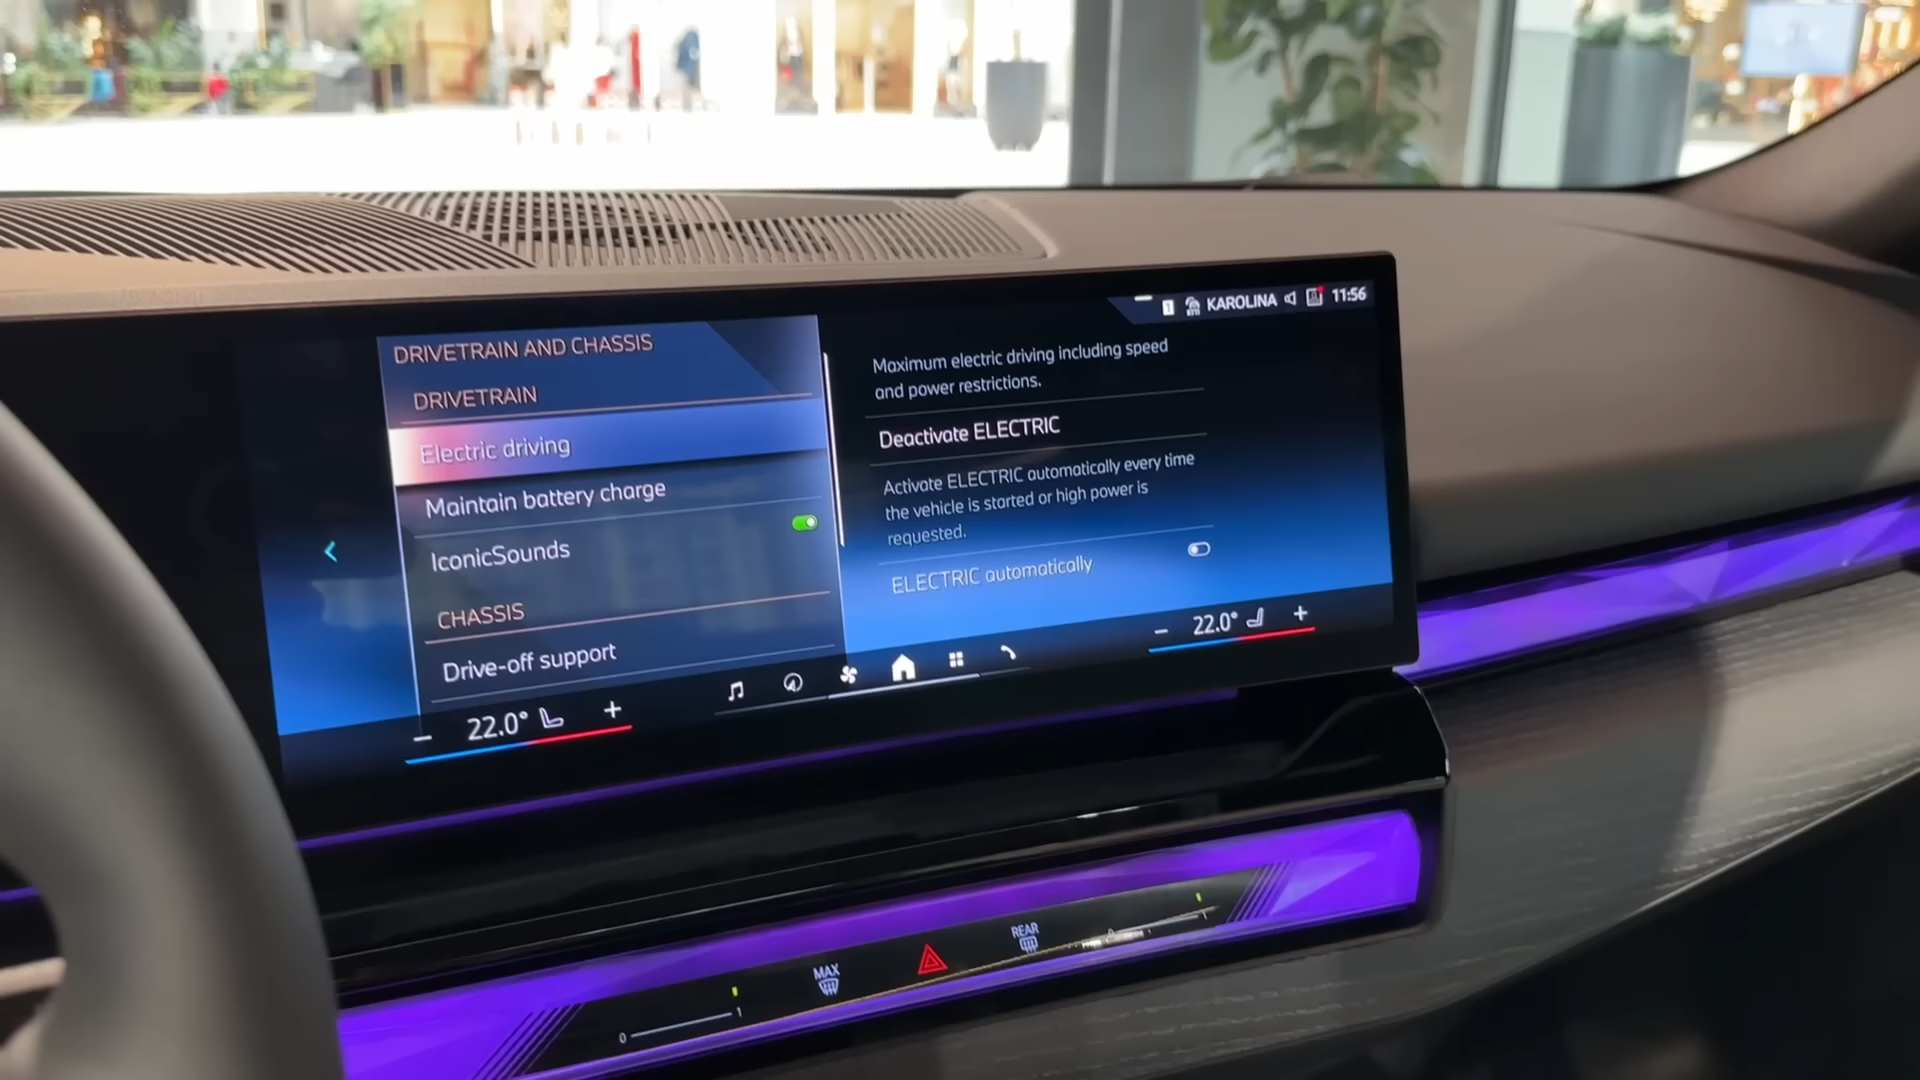 KAROLINA 11:56
DRIVETRAIN AND CHASSIS
DRIVETRAIN
Electric driving
Maintain battery charge
IconicSounds
CHASSIS
Drive-off support
Maximum electric driving including speed
and power restrictions.
Deactivate ELECTRIC
Activate ELECTRIC automatically every time
the vehicle is started or high power is
requested.
ELECTRIC automatically
− 22.0° +
− 22.0° +
MAX
REAR
0 1